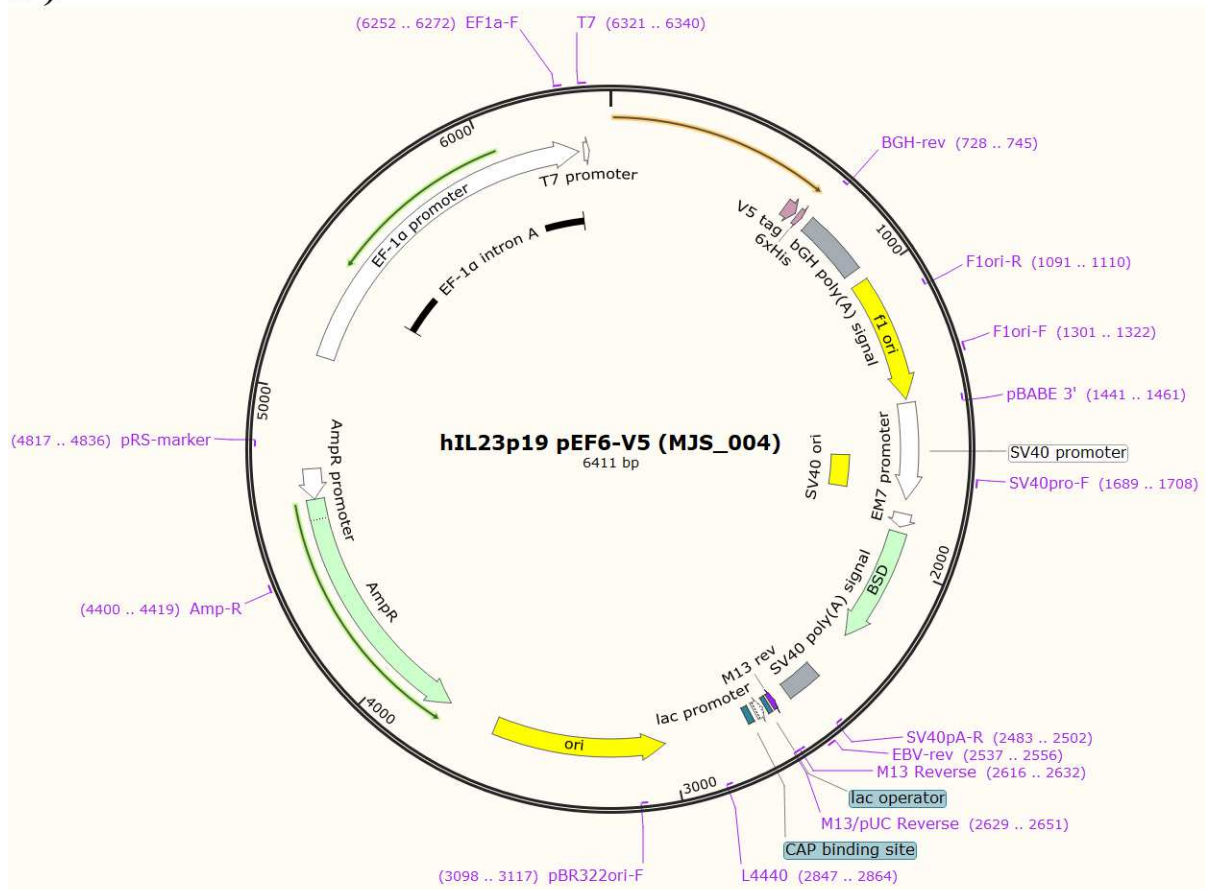 (6252 .. 6272) EF1a-F
T7 (6321 .. 6340)
6000
T7 promoter
EF-1α promoter
EF-1α intron A
BGH-rev (728 .. 745)
V5 tag
6xHis
bGH poly(A) signal
1000
F1ori-R (1091 .. 1110)
f1 ori
F1ori-F (1301 .. 1322)
5000
pBABE 3' (1441 .. 1461)
(4817 .. 4836) pRS-marker
hIL23p19 pEF6-V5 (MJS_004)
6411 bp
SV40 promoter
SV40 ori
EM7 promoter
SV40pro-F (1689 .. 1708)
AmpR promoter
2000
BSD
(4400 .. 4419) Amp-R
AmpR
SV40 poly(A) signal
M13 rev
lac promoter
4000
ori
SV40pA-R (2483 .. 2502)
EBV-rev (2537 .. 2556)
M13 Reverse (2616 .. 2632)
3000
lac operator
M13/pUC Reverse (2629 .. 2651)
CAP binding site
(3098 .. 3117) pBR322ori-F
L4440 (2847 .. 2864)